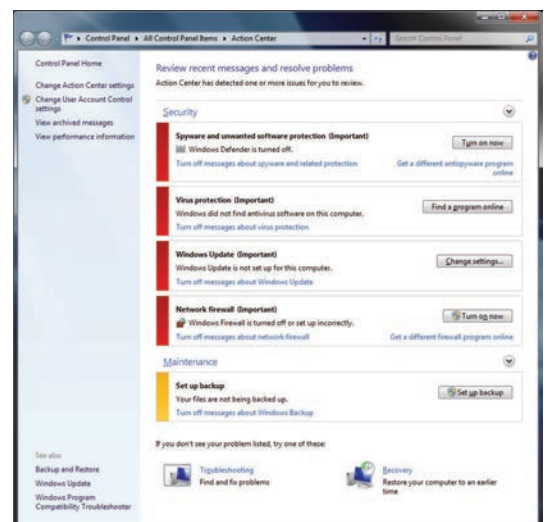 Control Panel ▸ All Control Panel Items ▸ Action Center
Search Control Panel
Control Panel Home
Change Action Center settings
Change User Account Control
settings
View archived messages
View performance information
Review recent messages and resolve problems
Action Center has detected one or more issues for you to review.
Security
Spyware and unwanted software protection (Important)
Windows Defender is turned off.
Turn on now
Turn off messages about spyware and related protection
Get a different antispyware program
online
Virus protection (Important)
Windows did not find antivirus software on this computer.
Find a program online
Turn off messages about virus protection
Windows Update (Important)
Windows Update is not set up for this computer.
Change settings...
Turn off messages about Windows Update
Network firewall (Important)
Windows Firewall is turned off or set up incorrectly.
Turn on now
Turn off messages about network firewall
Get a different firewall program online
Maintenance
Set up backup
Your files are not being backed up.
Set up backup
Turn off messages about Windows Backup
If you don't see your problem listed, try one of these:
Troubleshooting
Find and fix problems
Recovery
Restore your computer to an earlier
time
See also
Backup and Restore
Windows Update
Windows Program
Compatibility Troubleshooter